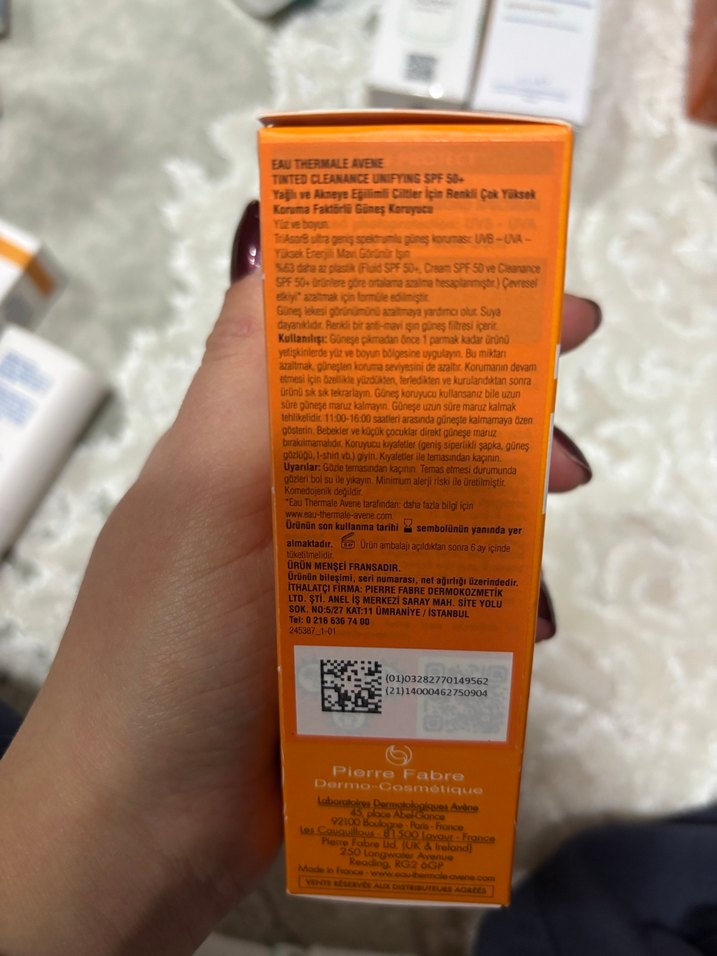 EAU THERMALE AVENE
TINTED CLEANANCE UNIFYING SPF 50+
Yağlı ve Akneye Eğilimli Ciltler İçin Renkli Çok Yüksek
Koruma Faktörlü Güneş Koruyucu
Yüz ve boyun.
TriAsorB ultra geniş spektrumlu güneş koruması: UVB – UVA –
Yüksek Enerjili Mavi Görünür Işın
%63 daha az plastik (Fluid SPF 50+, Cream SPF 50 ve Cleanance
SPF 50+ ürünlere göre ortalama azalma hesaplanmıştır.) Çevresel
etkiyi* azaltmak için formüle edilmiştir.
Güneş lekesi görünümünü azaltmaya yardımcı olur. Suya
dayanıklıdır. Renkli bir anti-mavi ışın güneş filtresi içerir.
Kullanılışı: Güneşe çıkmadan önce 1 parmak kadar ürünü
yetişkinlerde yüz ve boyun bölgesine uygulayın. Bu miktarı
azaltmak, güneşten koruma seviyesini de azaltır. Korumanın devam
etmesi için özellikle yüzdükten, terledikten ve kurulandıktan sonra
ürünü sık sık tekrarlayın. Güneş koruyucu kullansanız bile uzun
süre güneşe maruz kalmayın. Güneşe uzun süre maruz kalmak
tehlikelidir. 11:00-16:00 saatleri arasında güneşte kalmamaya özen
gösterin. Bebekler ve küçük çocuklar direkt güneşe maruz
bırakılmamalıdır. Koruyucu kıyafetler (geniş siperlikli şapka, güneş
gözlüğü, t-shirt vb.) giyin. Kıyafetler ile temasından kaçının.
Uyarılar: Gözle temasından kaçının. Temas etmesi durumunda
gözleri bol su ile yıkayın. Minimum alerji riski ile üretilmiştir.
Komedojenik değildir.
*Eau Thermale Avene tarafından: daha fazla bilgi için
www.eau-thermale-avene.com
Ürünün son kullanma tarihi sembolünün yanında yer
almaktadır. Ürün ambalajı açıldıktan sonra 6 ay içinde
tüketilmelidir.
ÜRÜN MENŞEİ FRANSADIR.
Ürünün bileşimi, seri numarası, net ağırlığı üzerindedir.
İTHALATÇI FİRMA: PIERRE FABRE DERMOKOZMETİK
LTD. ŞTİ. ANEL İŞ MERKEZİ SARAY MAH. SİTE YOLU
SOK. NO:5/27 KAT:11 ÜMRANİYE / İSTANBUL
Tel: 0 216 636 74 00
245387_1-01
(01)03282770149562
(21)14000462750904
Pierre Fabre
Dermo-Cosmétique
Laboratoires Dermatologiques Avène
45, place Abel-Gance
92100 Boulogne - Paris - France
Les Cauquillous - 81500 Lavaur - France
Pierre Fabre Ltd. (UK & Ireland)
250 Longwater Avenue
Reading, RG2 6GP
Made in France - www.eau-thermale-avene.com
VENTE RÉSERVÉE AUX DISTRIBUTEURS AGRÉÉS